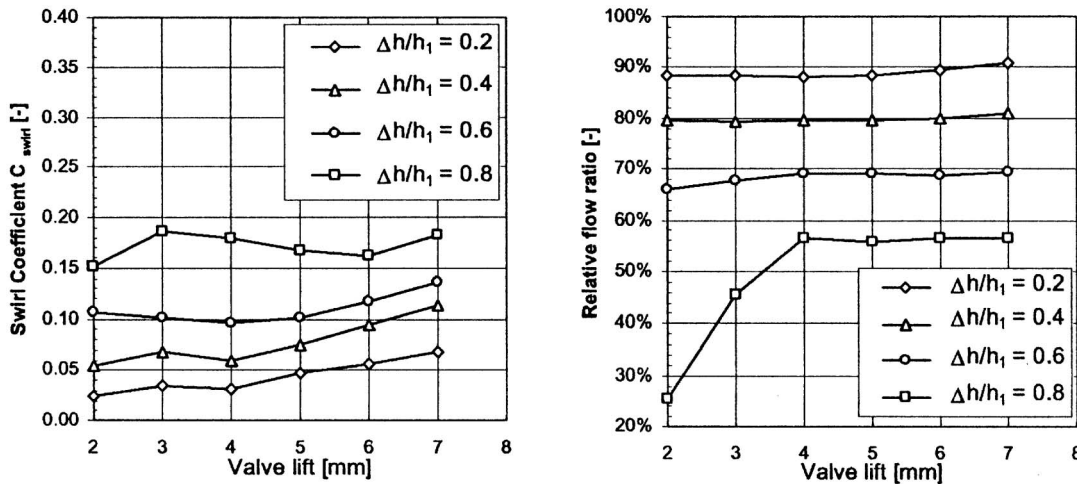 0.40
0.35
0.30
0.25
0.20
0.15
0.10
0.05
0.00
Swirl Coefficient C swirl [-]
Δh/h1 = 0.2
Δh/h1 = 0.4
Δh/h1 = 0.6
Δh/h1 = 0.8
2 3 4 5 6 7 8
Valve lift [mm]
100%
90%
80%
70%
60%
50%
40%
30%
20%
Relative flow ratio [-]
Δh/h1 = 0.2
Δh/h1 = 0.4
Δh/h1 = 0.6
Δh/h1 = 0.8
2 3 4 5 6 7 8
Valve lift [mm]